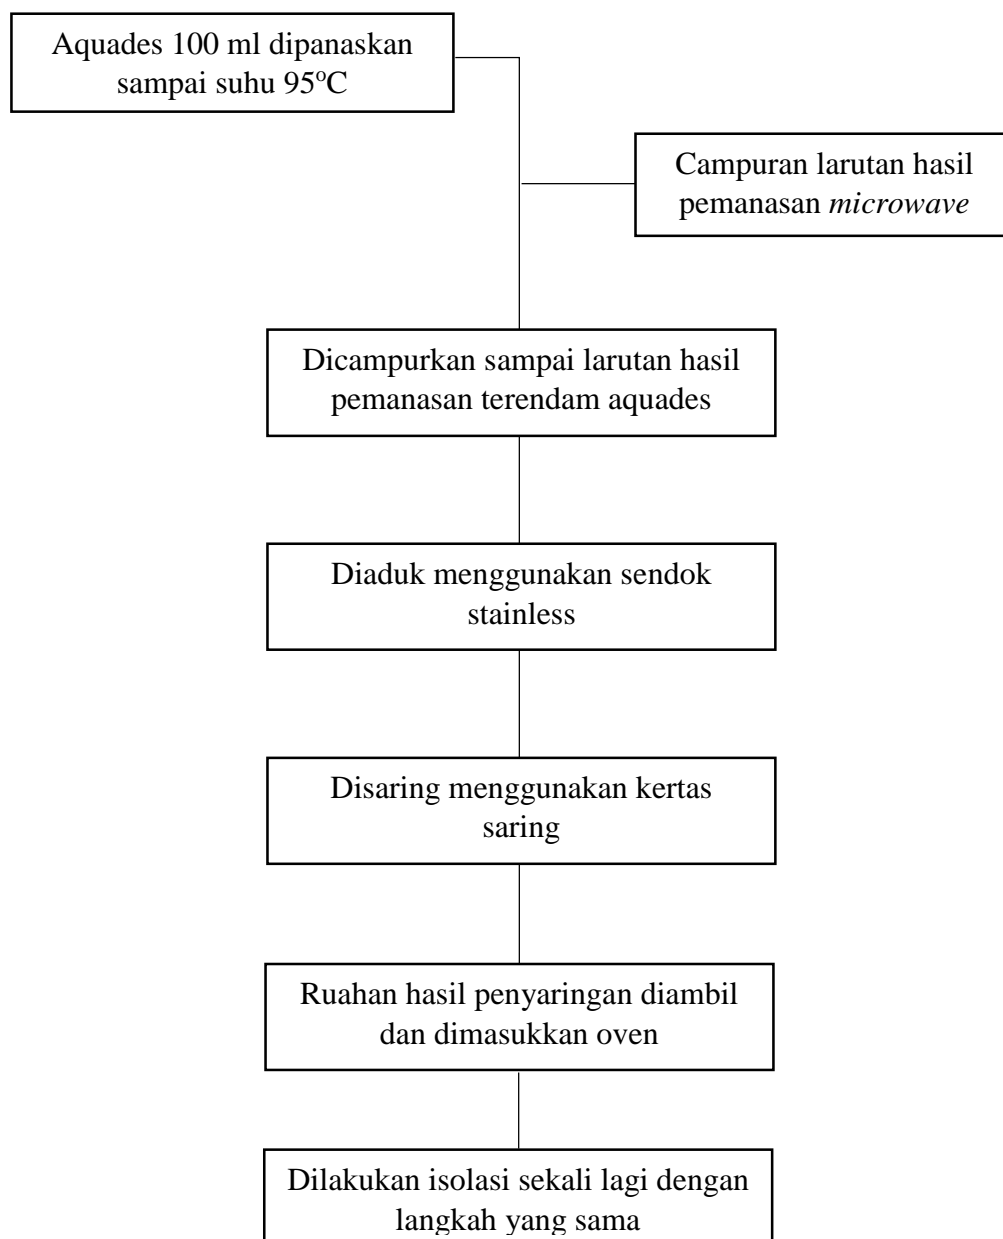 Aquades 100 ml dipanaskan
sampai suhu 95°C
Campuran larutan hasil
pemanasan microwave
Dicampurkan sampai larutan hasil
pemanasan terendam aquades
Diaduk menggunakan sendok
stainless
Disaring menggunakan kertas
saring
Ruahan hasil penyaringan diambil
dan dimasukkan oven
Dilakukan isolasi sekali lagi dengan
langkah yang sama